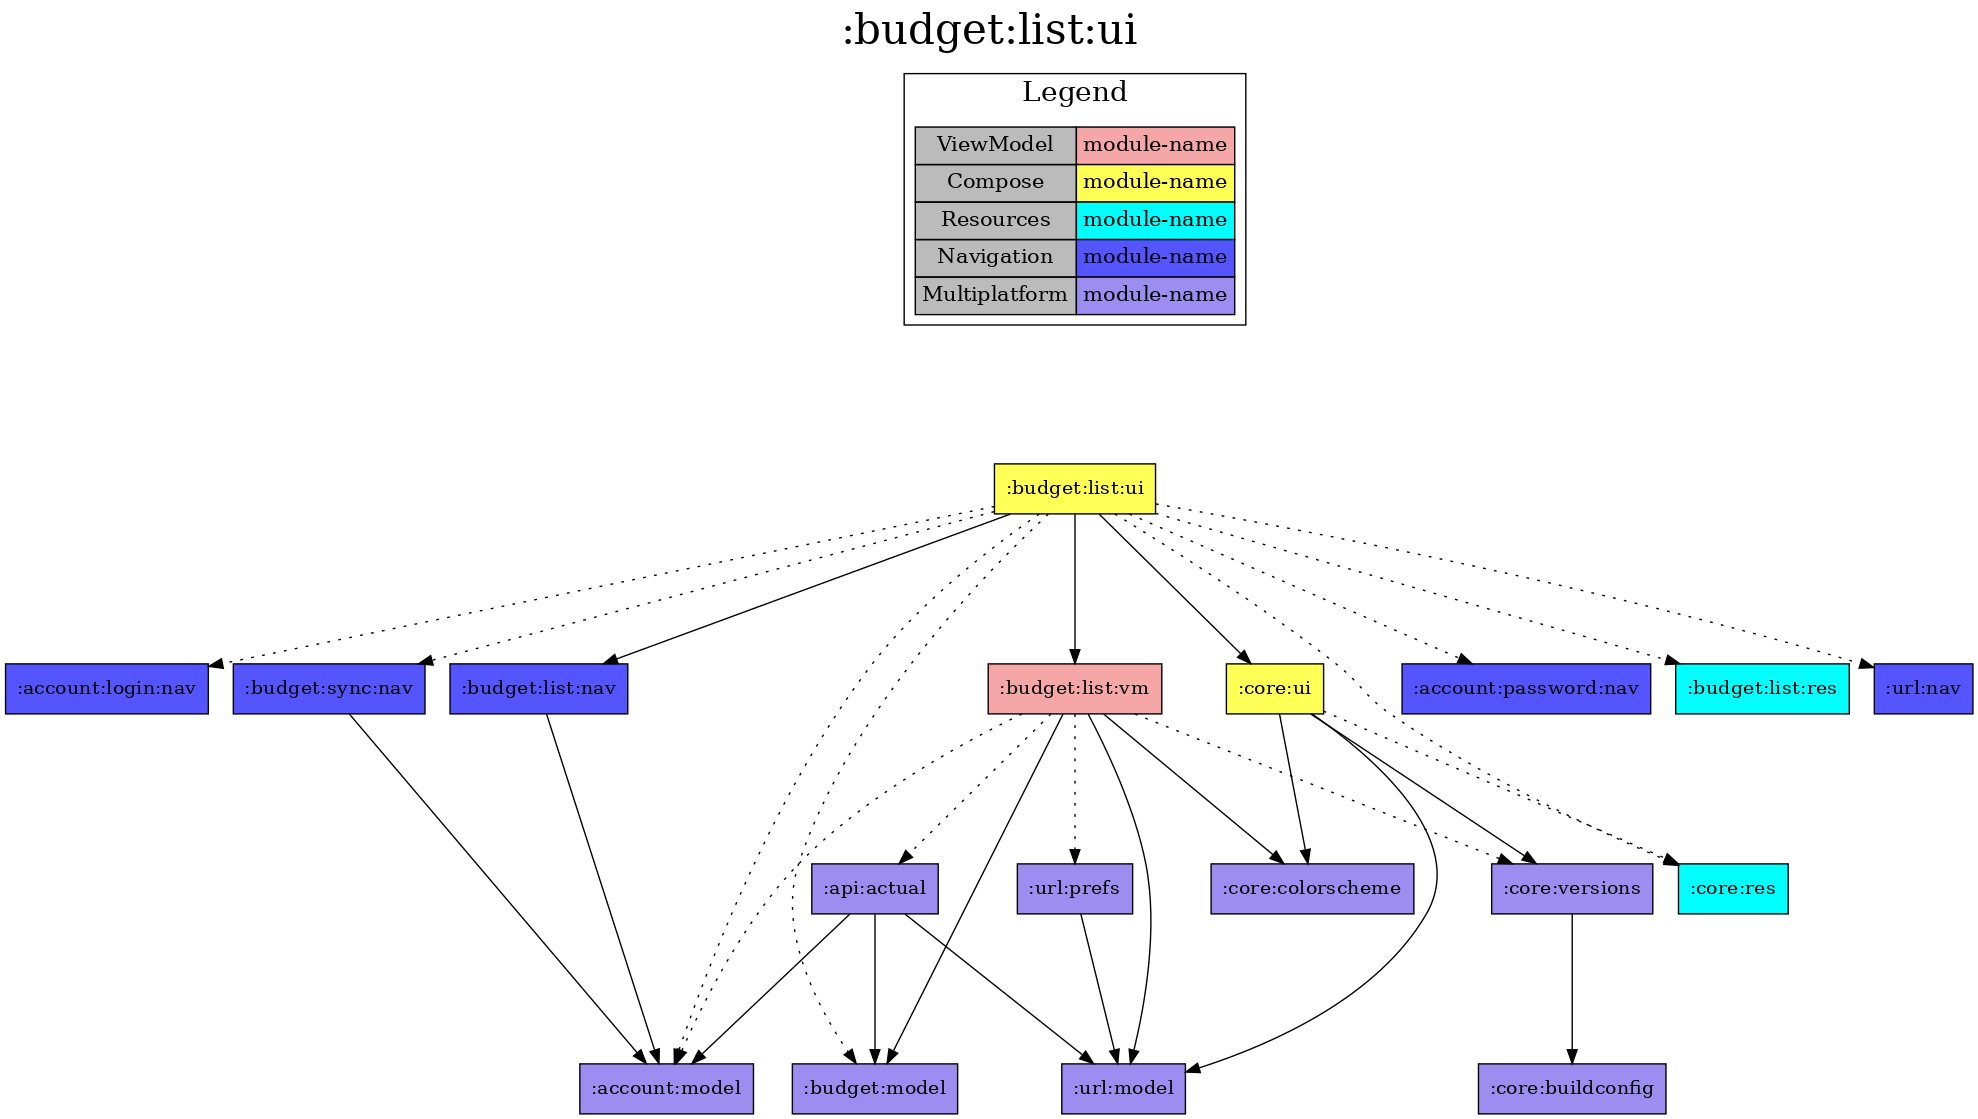 :budget:list:ui
Legend
ViewModel module-name
Compose module-name
Resources module-name
Navigation module-name
Multiplatform module-name
:budget:list:ui
:account:login:nav
:budget:sync:nav
:budget:list:nav
:budget:list:vm
:core:ui
:account:password:nav
:budget:list:res
:url:nav
:api:actual
:url:prefs
:core:colorscheme
:core:versions
:core:res
:account:model
:budget:model
:url:model
:core:buildconfig